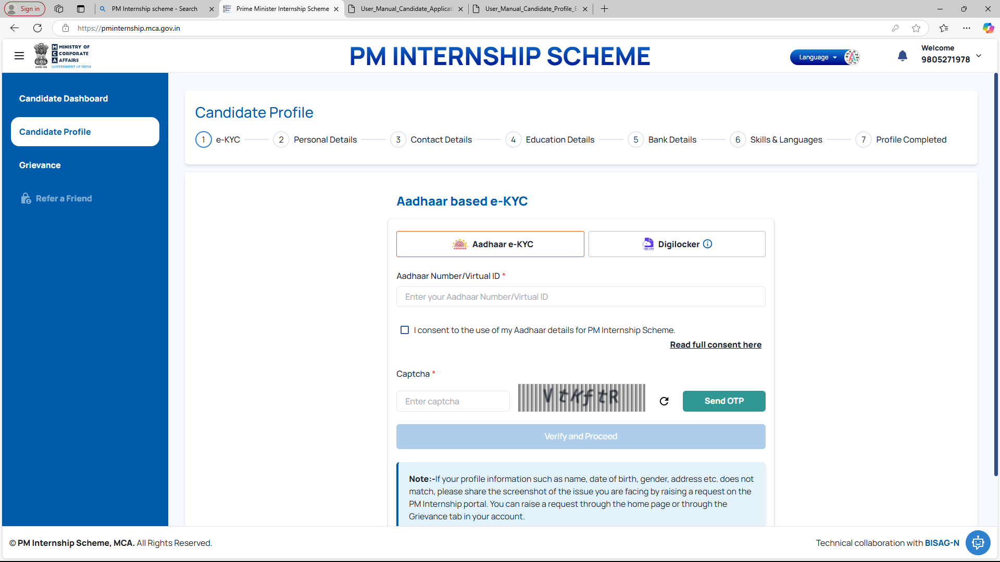 Sign in
PM Internship scheme - Search
Prime Minister Internship Scheme
User_Manual_Candidate_Applicat
User_Manual_Candidate_Profile_E
https://pminternship.mca.gov.in
MINISTRY OF
CORPORATE
AFFAIRS
GOVERNMENT OF INDIA
MCA
PM INTERNSHIP SCHEME
Language
Welcome
9805271978
Candidate Dashboard
Candidate Profile
Grievance
Refer a Friend
Candidate Profile
1 e-KYC 2 Personal Details 3 Contact Details 4 Education Details 5 Bank Details 6 Skills & Languages 7 Profile Completed
Aadhaar based e-KYC
AADHAAR Aadhaar e-KYC
Digilocker
Aadhaar Number/Virtual ID *
Enter your Aadhaar Number/Virtual ID
I consent to the use of my Aadhaar details for PM Internship Scheme.
Read full consent here
Captcha *
Enter captcha
VtKftR
Send OTP
Verify and Proceed
Note:-If your profile information such as name, date of birth, gender, address etc. does not
match, please share the screenshot of the issue you are facing by raising a request on the
PM Internship portal. You can raise a request through the home page or through the
Grievance tab in your account.
© PM Internship Scheme, MCA. All Rights Reserved.
Technical collaboration with BISAG-N